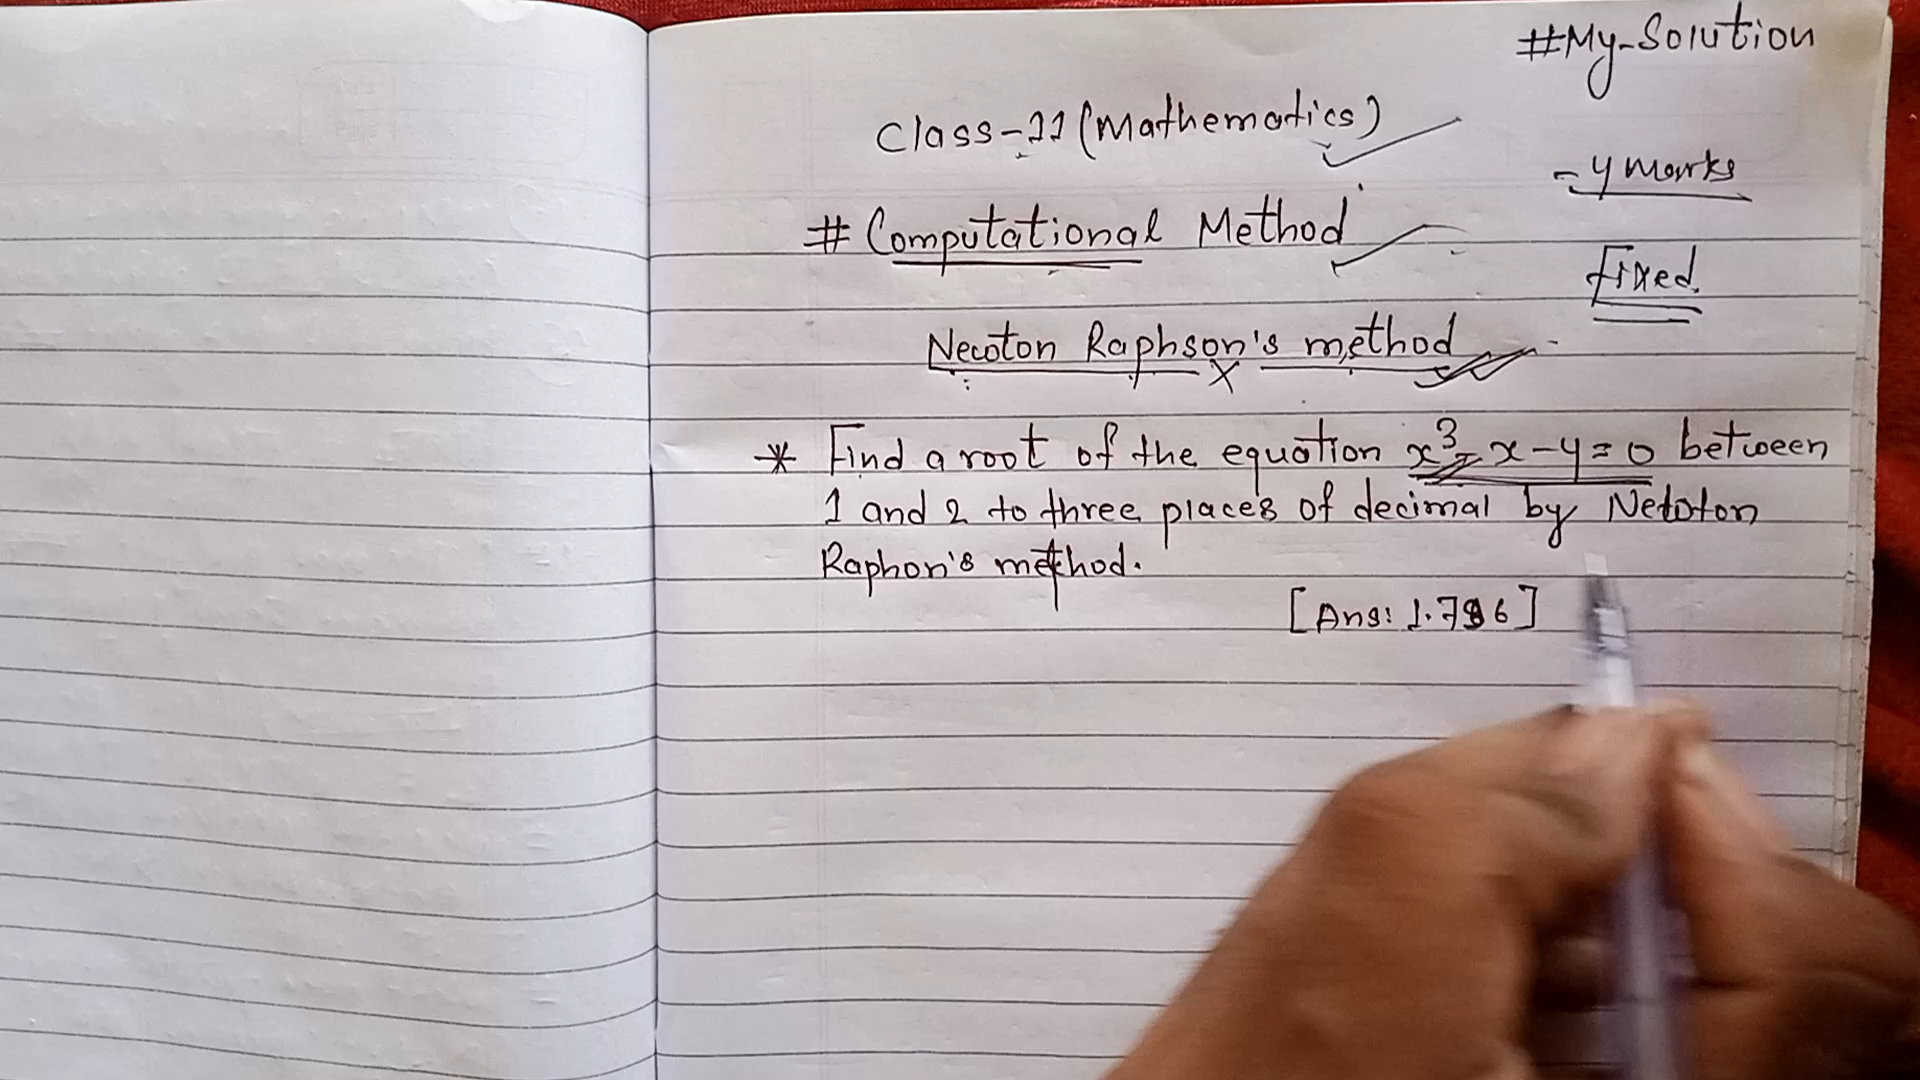 #My-Solution
Class-11 (Mathematics)
- 4 Marks
# Computational Method
Fixed.
Newton Raphson's method
* Find a root of the equation x³-x-4=0 between
1 and 2 to three places of decimal by Newton
Raphon's method.
[Ans: 1.796]